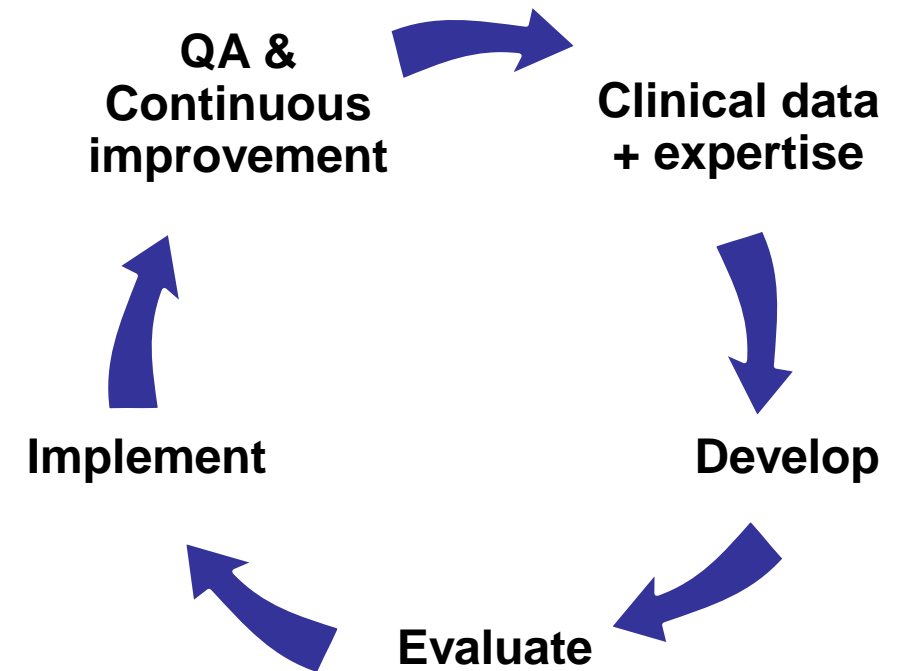 QA &
Continuous
improvement
Clinical data
+ expertise
Develop
Evaluate
Implement